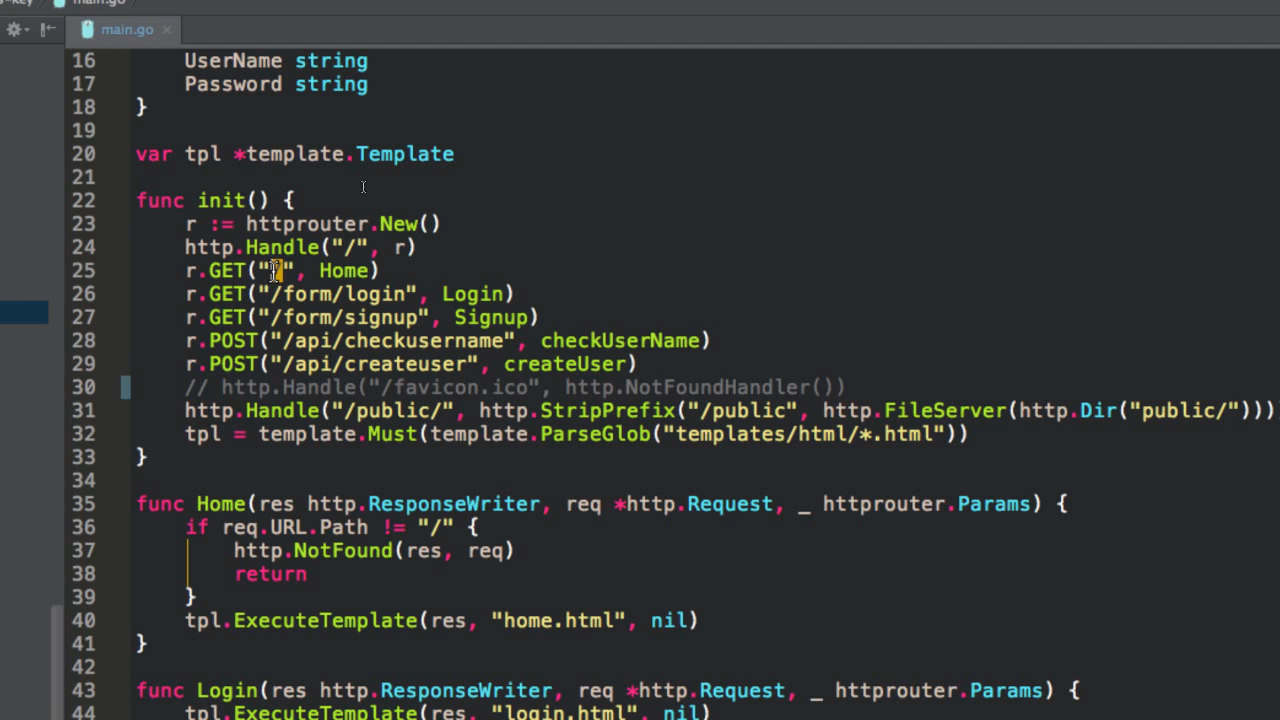 main.go
main.go
16 UserName string
17 Password string
18 }
19
20 var tpl *template.Template
21
22 func init() {
23 r := httprouter.New()
24 http.Handle("/", r)
25 r.GET("/", Home)
26 r.GET("/form/login", Login)
27 r.GET("/form/signup", Signup)
28 r.POST("/api/checkusername", checkUserName)
29 r.POST("/api/createuser", createUser)
30 // http.Handle("/favicon.ico", http.NotFoundHandler())
31 http.Handle("/public/", http.StripPrefix("/public", http.FileServer(http.Dir("public/")))
32 tpl = template.Must(template.ParseGlob("templates/html/*.html"))
33 }
34
35 func Home(res http.ResponseWriter, req *http.Request, _ httprouter.Params) {
36 if req.URL.Path != "/" {
37 http.NotFound(res, req)
38 return
39 }
40 tpl.ExecuteTemplate(res, "home.html", nil)
41 }
42
43 func Login(res http.ResponseWriter, req *http.Request, _ httprouter.Params) {
44 tpl.ExecuteTemplate(res, "login.html", nil)